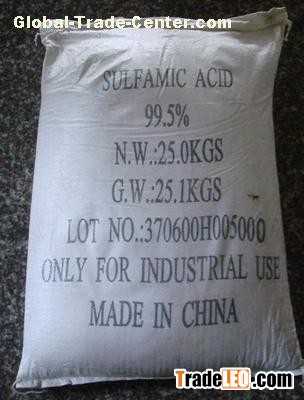 Global-Trade-Center.com
SULFAMIC ACID
99.5%
N.W.:25.0KGS
G.W.:25.1KGS
LOT NO.:370600H005000
ONLY FOR INDUSTRIAL USE
MADE IN CHINA
TradeLEO.com